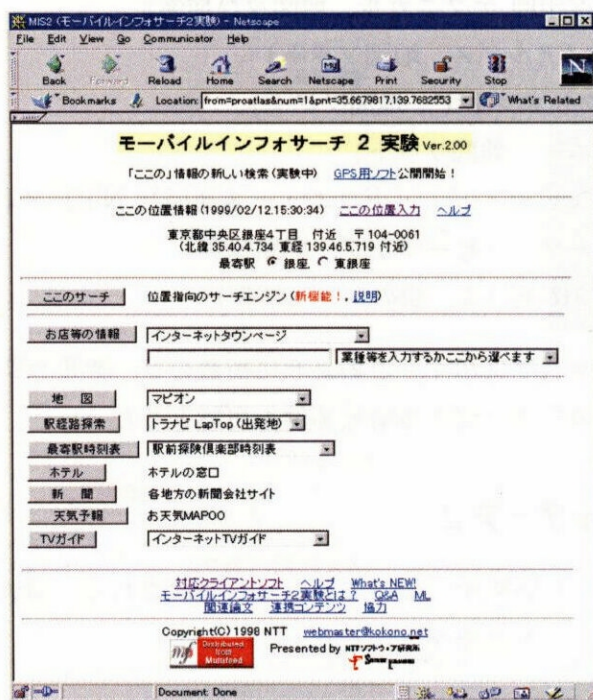 MIS2 (モーバイルインフォサーチ2実験) - Netscape
File Edit View Go Communicator Help
Back Forward Reload Home Search Netscape Print Security Stop
Bookmarks Location: from=proatlas&num=1&pnt=35.6679817,139.7682553 What's Related
モーバイルインフォサーチ 2 実験 Ver.2.00
「ここの」情報の新しい検索(実験中) GPS用ソフト公開開始!
ここの位置情報(1999/02/12.15:30:34) ここの位置入力 ヘルプ
東京都中央区銀座4丁目 付近 〒104-0061
(北緯 35.40.4.734 東経 139.46.5.719 付近)
最寄駅 銀座 東銀座
ここのサーチ 位置指向のサーチエンジン (新機能!, 説明)
お店等の情報 インターネットタウンページ
業種等を入力するかここから選べます
地 図 マピオン
駅経路探索 トラナビ LapTop (出発地)
最寄駅時刻表 駅前探険倶楽部時刻表
ホテル ホテルの窓口
新 聞 各地方の新聞会社サイト
天気予報 お天気MAPOO
TVガイド インターネットTVガイド
対応クライアントソフト ヘルプ What's NEW!
モーバイルインフォサーチ2実験とは? Q&A ML
関連論文 連携コンテンツ 協力
Copyright(C) 1998 NTT webmaster@kokono.net
mf Distributed from Mutsufeed Presented by NTTソフトウェア研究所
Document: Done